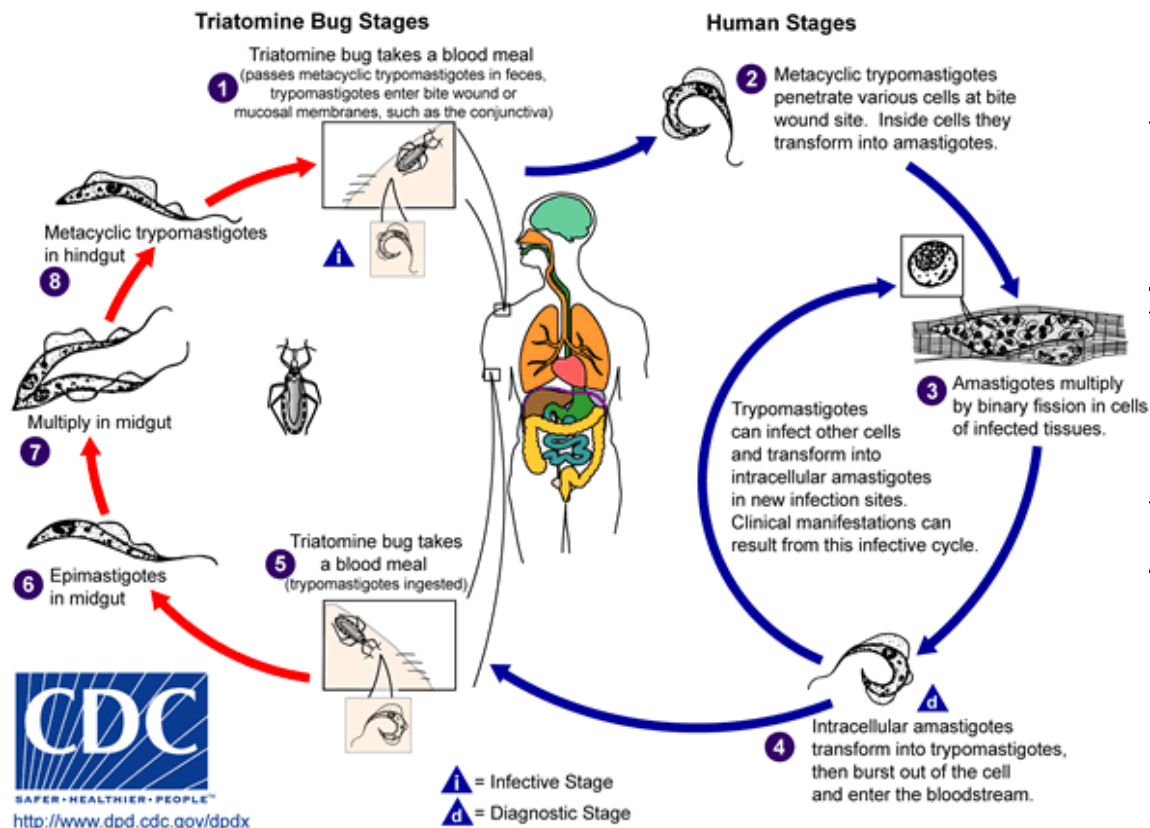 Triatomine Bug Stages
Human Stages
Triatomine bug takes a blood meal
(passes metacyclic trypomastigotes in feces,
trypomastigotes enter bite wound or
mucosal membranes, such as the conjunctiva)
1
i
2
Metacyclic trypomastigotes
penetrate various cells at bite
wound site. Inside cells they
transform into amastigotes.
3
Amastigotes multiply
by binary fission in cells
of infected tissues.
Trypomastigotes
can infect other cells
and transform into
intracellular amastigotes
in new infection sites.
Clinical manifestations can
result from this infective cycle.
d
4
Intracellular amastigotes
transform into trypomastigotes,
then burst out of the cell
and enter the bloodstream.
5
Triatomine bug takes
a blood meal
(trypomastigotes ingested)
6
Epimastigotes
in midgut
Multiply in midgut
7
Metacyclic trypomastigotes
in hindgut
8
i = Infective Stage
d = Diagnostic Stage
CDC
SAFER•HEALTHIER•PEOPLE™
http://www.dpd.cdc.gov/dpdx